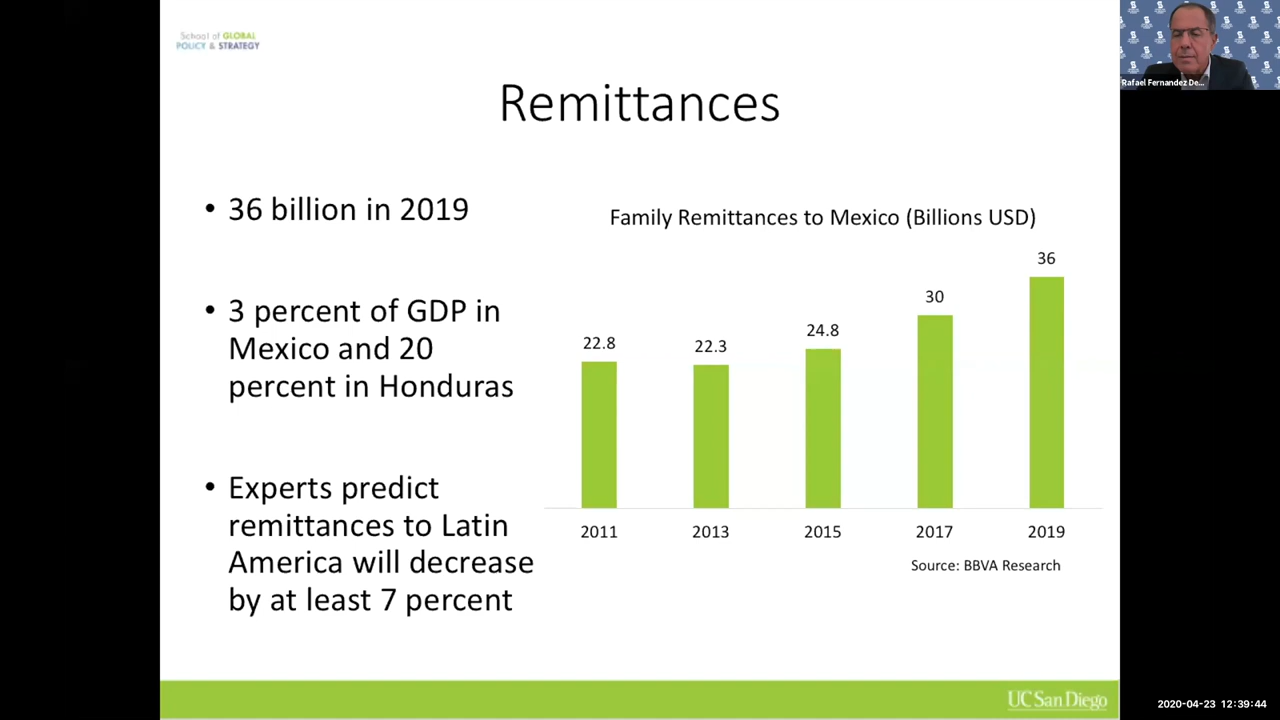 School of GLOBAL
POLICY & STRATEGY
Rafael Fernandez De...
Remittances
• 36 billion in 2019
• 3 percent of GDP in
Mexico and 20
percent in Honduras
• Experts predict
remittances to Latin
America will decrease
by at least 7 percent
Family Remittances to Mexico (Billions USD)
22.8
22.3
24.8
30
36
2011
2013
2015
2017
2019
Source: BBVA Research
UC San Diego
2020-04-23 12:39:44